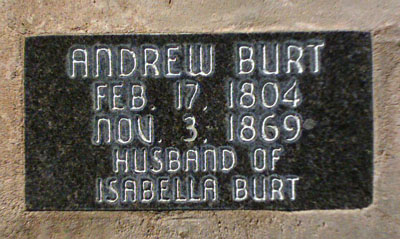 ANDREW BURT
FEB. 17, 1804
NOV. 3, 1869
HUSBAND OF
ISABELLA BURT